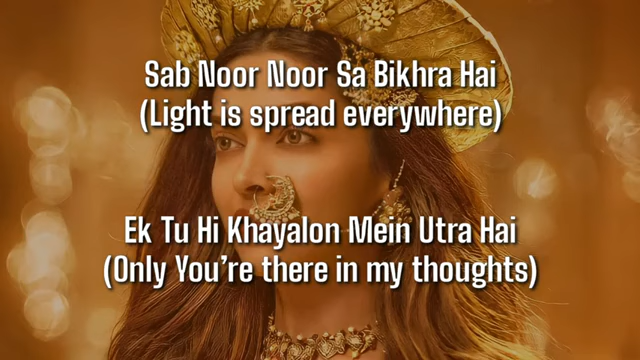 Sab Noor Noor Sa Bikhra Hai
(Light is spread everywhere)
Ek Tu Hi Khayalon Mein Utra Hai
(Only You’re there in my thoughts)